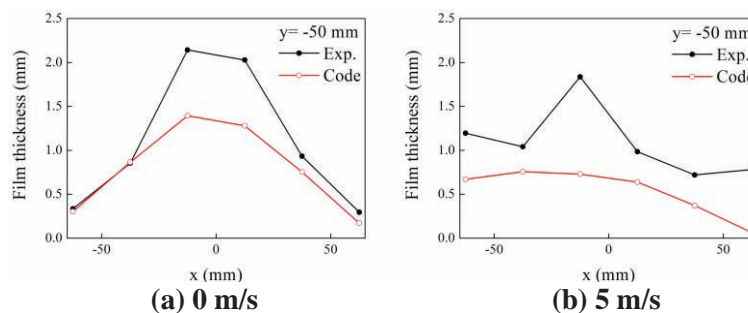 2.5
2.0
1.5
1.0
0.5
0.0
Film thickness (mm)
y= -50 mm
Exp.
Code
-50
0
50
x (mm)
(a) 0 m/s
2.5
2.0
1.5
1.0
0.5
0.0
Film thickness (mm)
y= -50 mm
Exp.
Code
-50
0
50
x (mm)
(b) 5 m/s